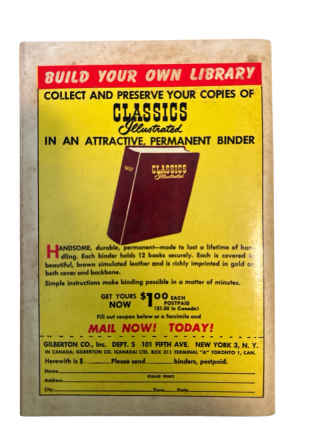 BUILD YOUR OWN LIBRARY
COLLECT AND PRESERVE YOUR COPIES OF
CLASSICS
Illustrated
IN AN ATTRACTIVE, PERMANENT BINDER
CLASSICS
Illustrated
HANDSOME, durable, permanent—made to last a lifetime of han-
dling. Each binder holds 12 books securely. Each is covered in
beautiful, brown simulated leather and is richly imprinted in gold on
both cover and backbone.
Simple instructions make binding possible in a matter of minutes.
GET YOURS NOW $1.00 EACH POSTPAID
($1.25 in Canada)
Fill out coupon below or a facsimile and
MAIL NOW! TODAY!
GILBERTON CO., Inc. DEPT. S 101 FIFTH AVE. NEW YORK 3, N. Y.
IN CANADA: GILBERTON CO. (CANADA) LTD. BOX 511 TERMINAL "A" TORONTO 1, CAN.
Herewith is $ Please send binders, postpaid.
Name
PLEASE PRINT
Address
City Zone State